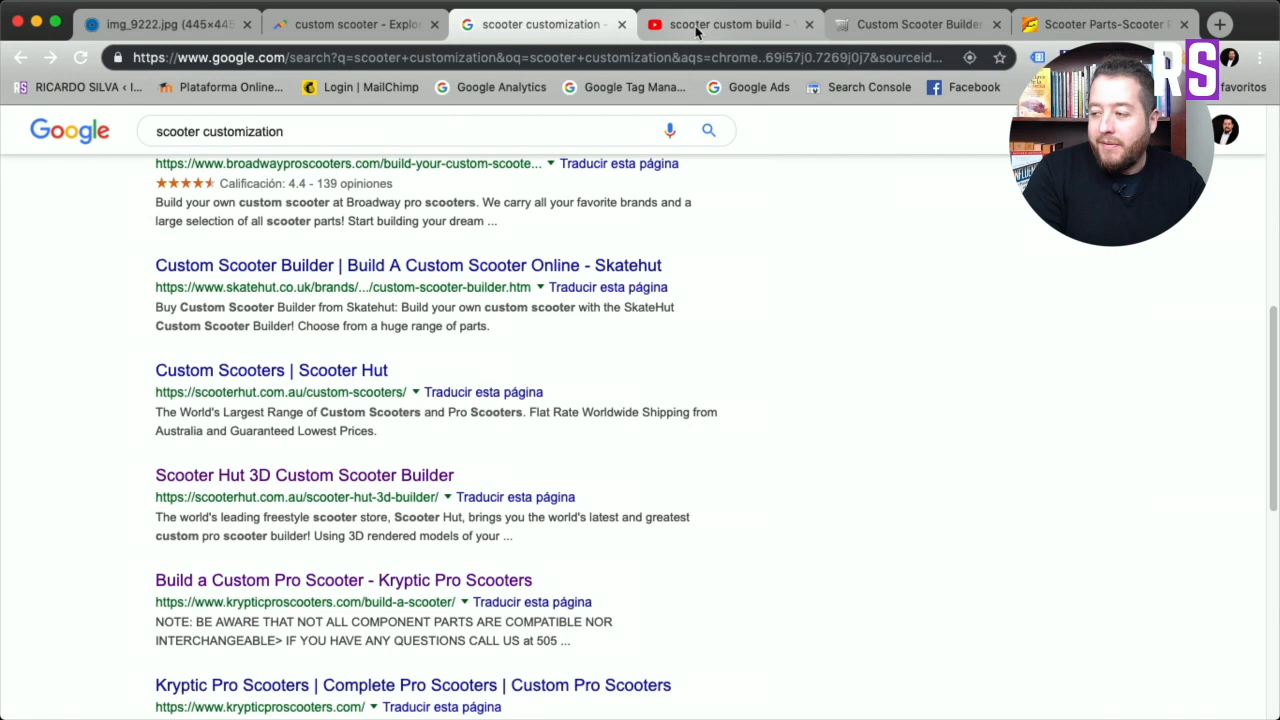 img_9222.jpg (445×445
custom scooter - Explo
scooter customization -
scooter custom build -
Custom Scooter Builder
Scooter Parts-Scooter
https://www.google.com/search?q=scooter+customization&oq=scooter+customization&aqs=chrome..69i57j0.7269j0j7&sourceid...
RS
RICARDO SILVA ‹ I...
Plataforma Online...
Login | MailChimp
Google Analytics
Google Tag Mana...
Google Ads
Search Console
Facebook
favoritos
Google
scooter customization
https://www.broadwayproscooters.com/build-your-custom-scoote... ▼ Traducir esta página
★★★★★ Calificación: 4.4 - 139 opiniones
Build your own custom scooter at Broadway pro scooters. We carry all your favorite brands and a
large selection of all scooter parts! Start building your dream ...
Custom Scooter Builder | Build A Custom Scooter Online - Skatehut
https://www.skatehut.co.uk/brands/.../custom-scooter-builder.htm ▼ Traducir esta página
Buy Custom Scooter Builder from Skatehut: Build your own custom scooter with the SkateHut
Custom Scooter Builder! Choose from a huge range of parts.
Custom Scooters | Scooter Hut
https://scooterhut.com.au/custom-scooters/ ▼ Traducir esta página
The World's Largest Range of Custom Scooters and Pro Scooters. Flat Rate Worldwide Shipping from
Australia and Guaranteed Lowest Prices.
Scooter Hut 3D Custom Scooter Builder
https://scooterhut.com.au/scooter-hut-3d-builder/ ▼ Traducir esta página
The world's leading freestyle scooter store, Scooter Hut, brings you the world's latest and greatest
custom pro scooter builder! Using 3D rendered models of your ...
Build a Custom Pro Scooter - Kryptic Pro Scooters
https://www.krypticproscooters.com/build-a-scooter/ ▼ Traducir esta página
NOTE: BE AWARE THAT NOT ALL COMPONENT PARTS ARE COMPATIBLE NOR
INTERCHANGEABLE> IF YOU HAVE ANY QUESTIONS CALL US at 505 ...
Kryptic Pro Scooters | Complete Pro Scooters | Custom Pro Scooters
https://www.krypticproscooters.com/ ▼ Traducir esta página